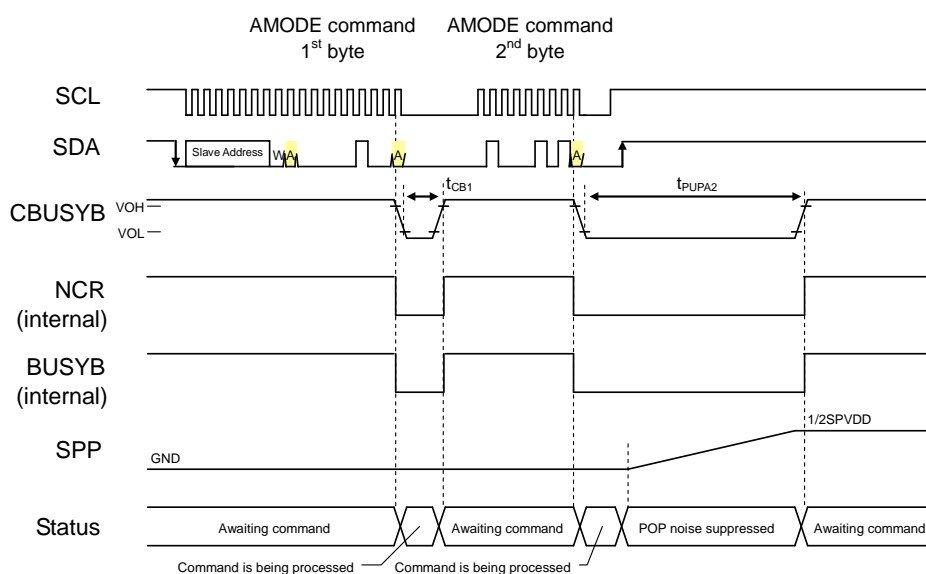 AMODE command
1st byte
AMODE command
2nd byte
SCL
SDA
Slave Address
W
A
A
A
tCB1
tPUPA2
CBUSYB
VOH
VOL
NCR
(internal)
BUSYB
(internal)
1/2SPVDD
SPP
GND
Status
Awaiting command
Awaiting command
POP noise suppressed
Awaiting command
Command is being processed
Command is being processed